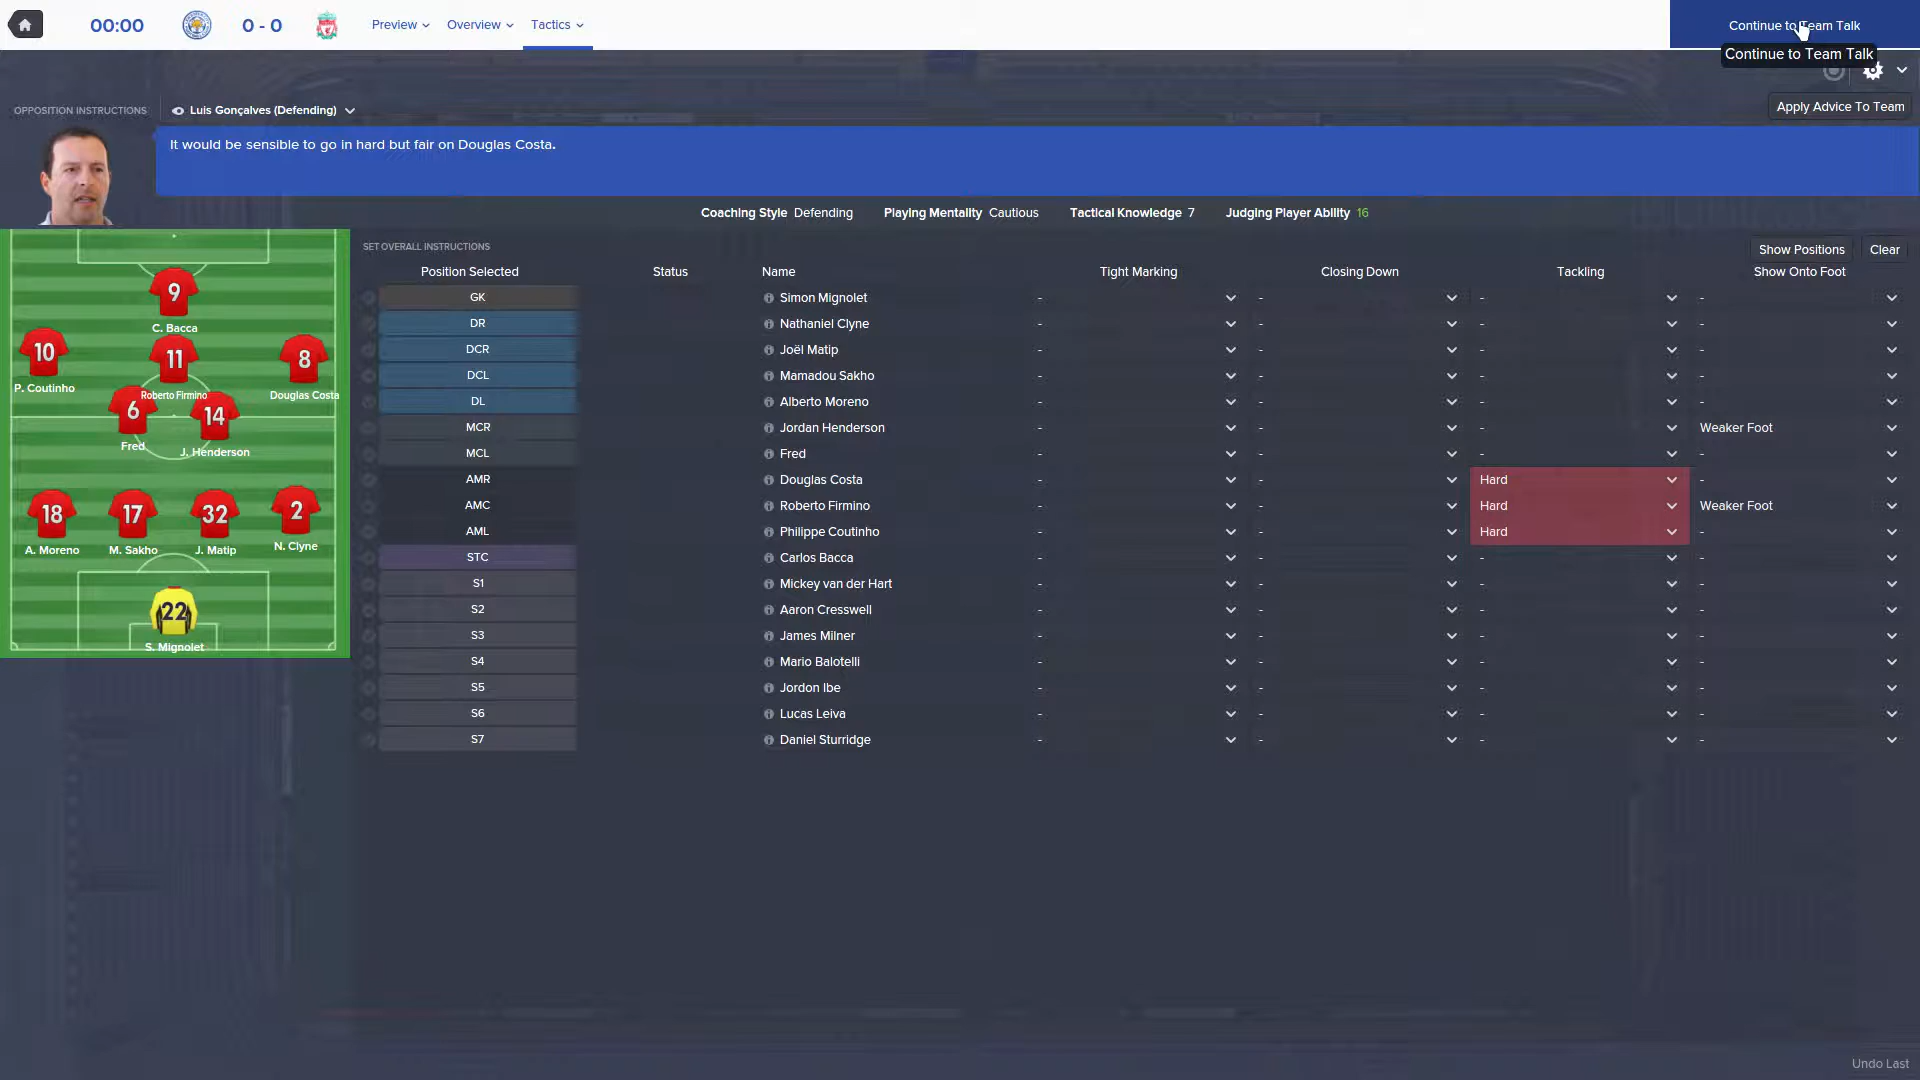 00:00 0 - 0 Preview Overview Tactics Continue to Team Talk
Continue to Team Talk
OPPOSITION INSTRUCTIONS Luis Gonçalves (Defending) Apply Advice To Team
It would be sensible to go in hard but fair on Douglas Costa.
Coaching Style Defending Playing Mentality Cautious Tactical Knowledge 7 Judging Player Ability 16
SET OVERALL INSTRUCTIONS Show Positions Clear
Position Selected Status Name Tight Marking Closing Down Tackling Show Onto Foot
GK Simon Mignolet - - - -
DR Nathaniel Clyne - - - -
DCR Joël Matip - - - -
DCL Mamadou Sakho - - - -
DL Alberto Moreno - - - -
MCR Jordan Henderson - - - Weaker Foot
MCL Fred - - - -
AMR Douglas Costa - - Hard -
AMC Roberto Firmino - - Hard Weaker Foot
AML Philippe Coutinho - - Hard -
STC Carlos Bacca - - - -
S1 Mickey van der Hart - - - -
S2 Aaron Cresswell - - - -
S3 James Milner - - - -
S4 Mario Balotelli - - - -
S5 Jordon Ibe - - - -
S6 Lucas Leiva - - - -
S7 Daniel Sturridge - - - -
9
C. Bacca
10 11 8
P. Coutinho Roberto Firmino Douglas Costa
6 14
Fred J. Henderson
18 17 32 2
A. Moreno M. Sakho J. Matip N. Clyne
22
S. Mignolet
Undo Last